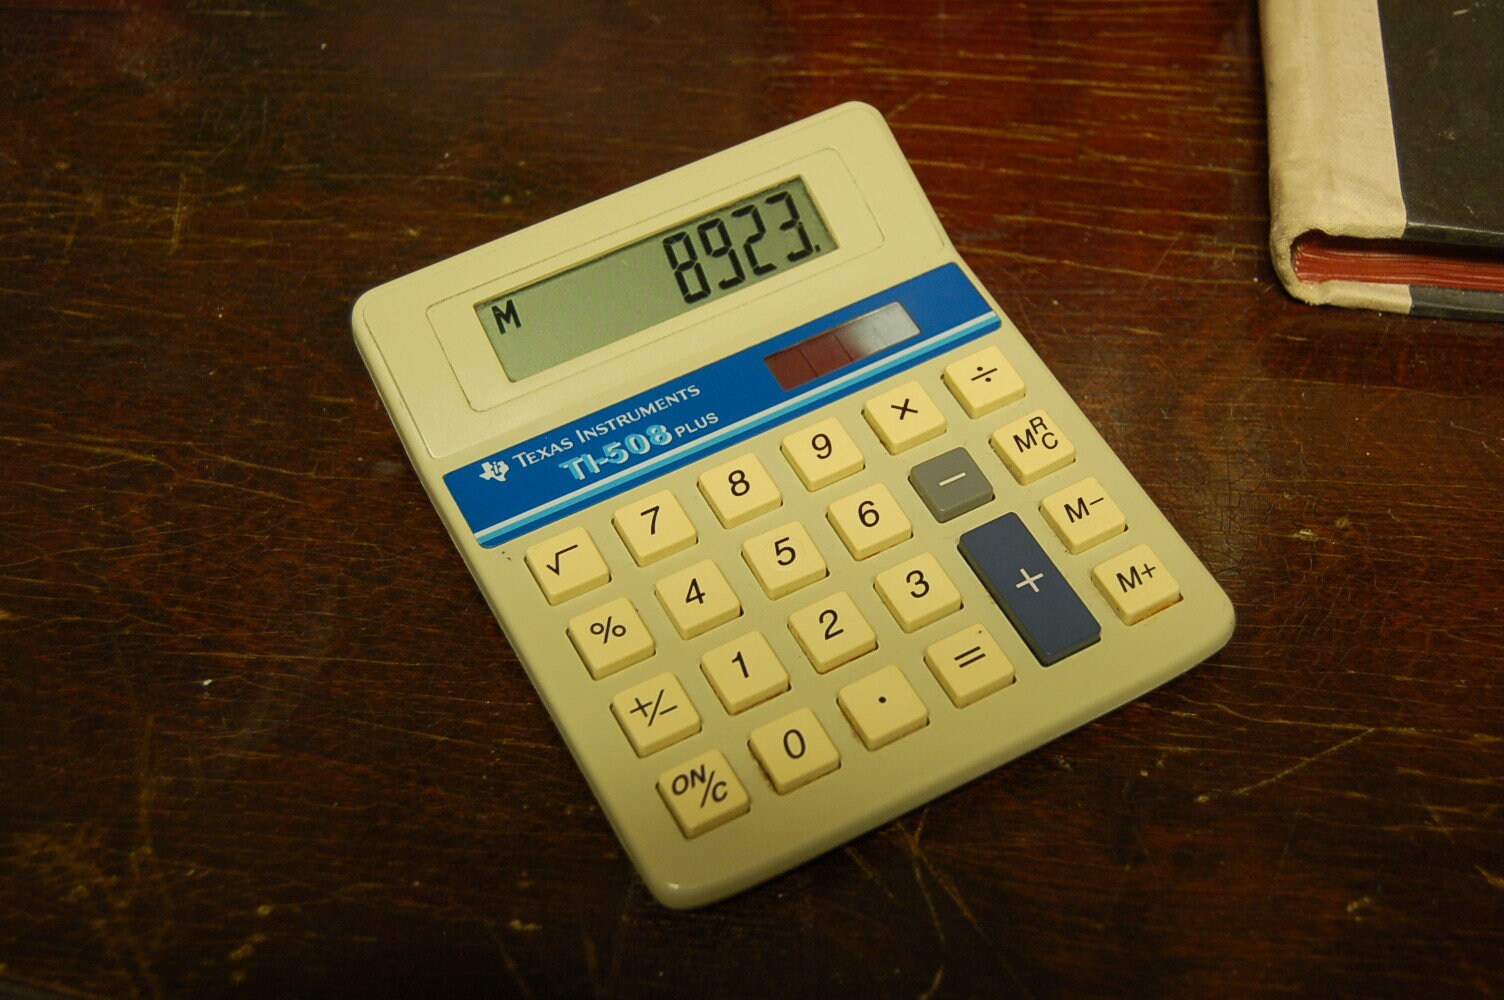 M 8923.
TEXAS INSTRUMENTS
TI-508 PLUS
√ 7 8 9 × ÷
% 4 5 6 − MRC
+/− 1 2 3 + M−
ON/C 0 . = M+